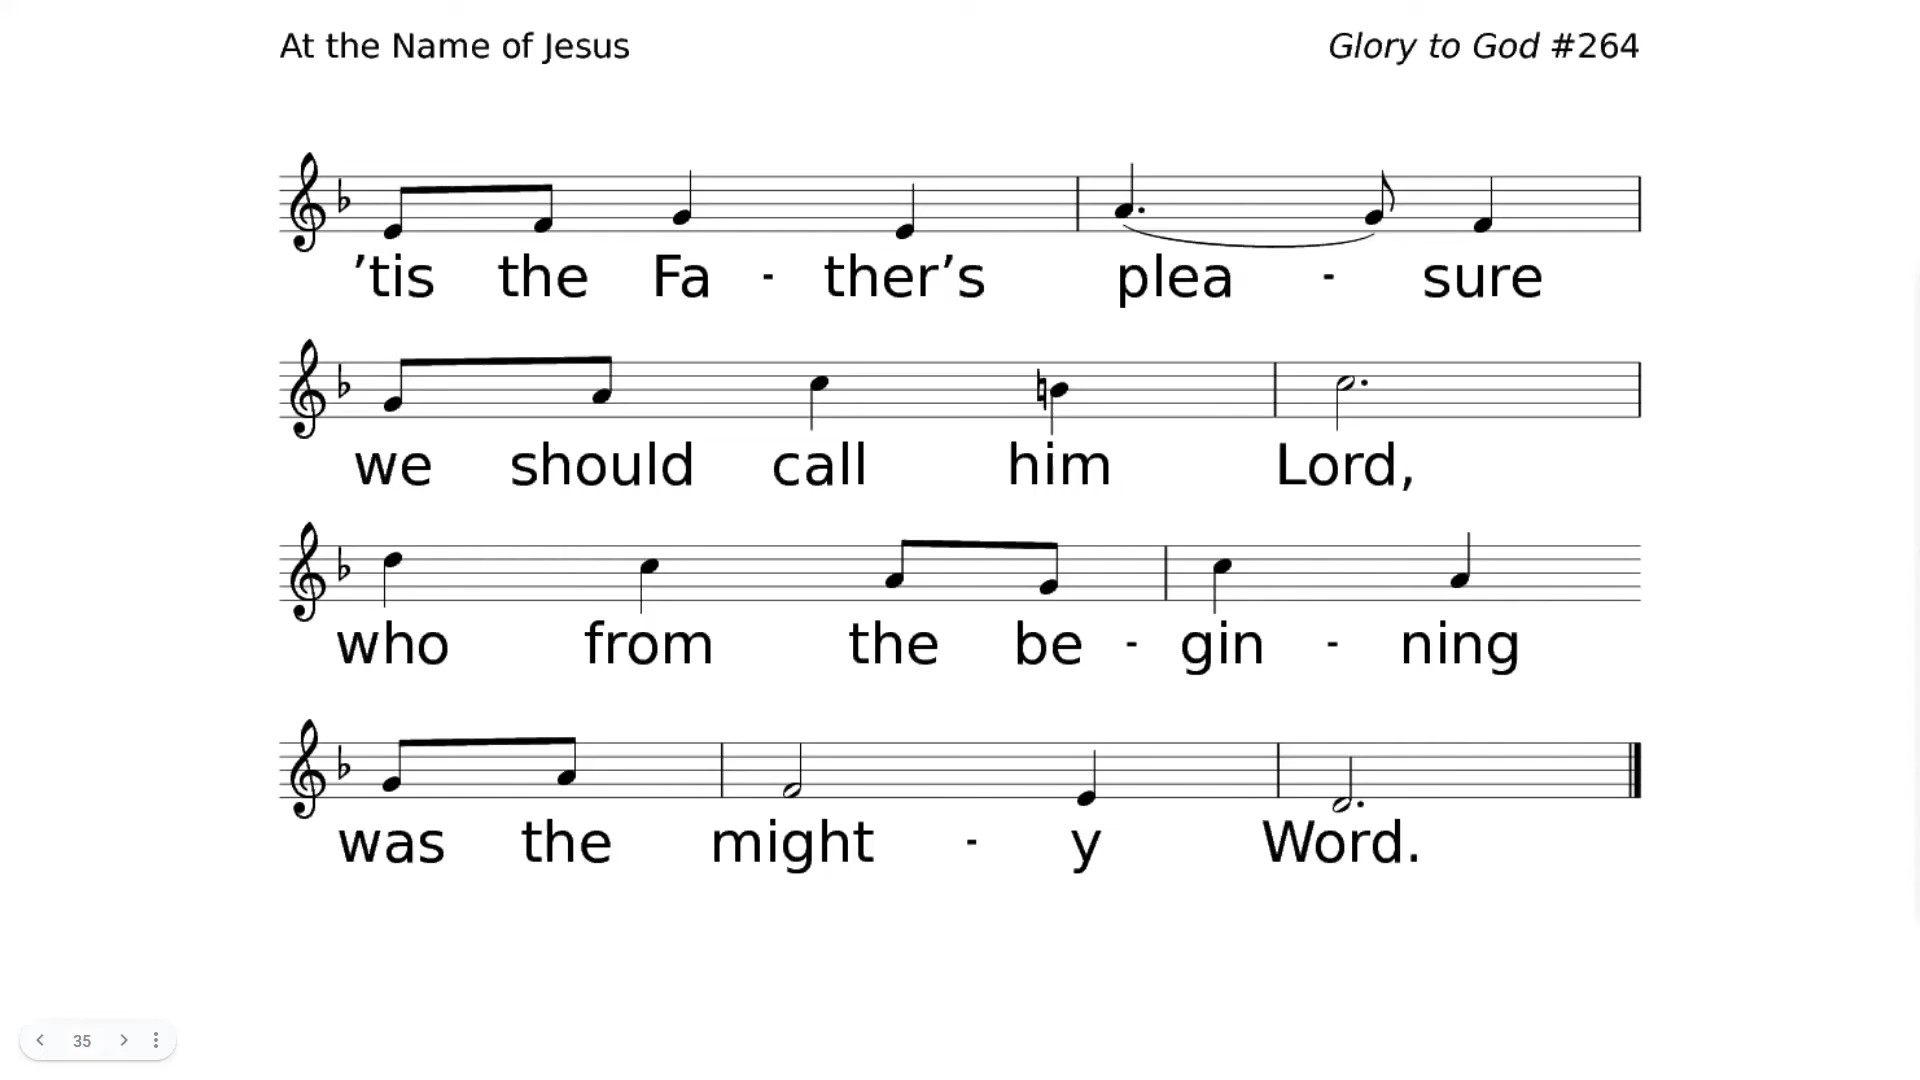 At the Name of Jesus Glory to God #264
’tis the Fa - ther’s plea - sure
we should call him Lord,
who from the be - gin - ning
was the might - y Word.
35